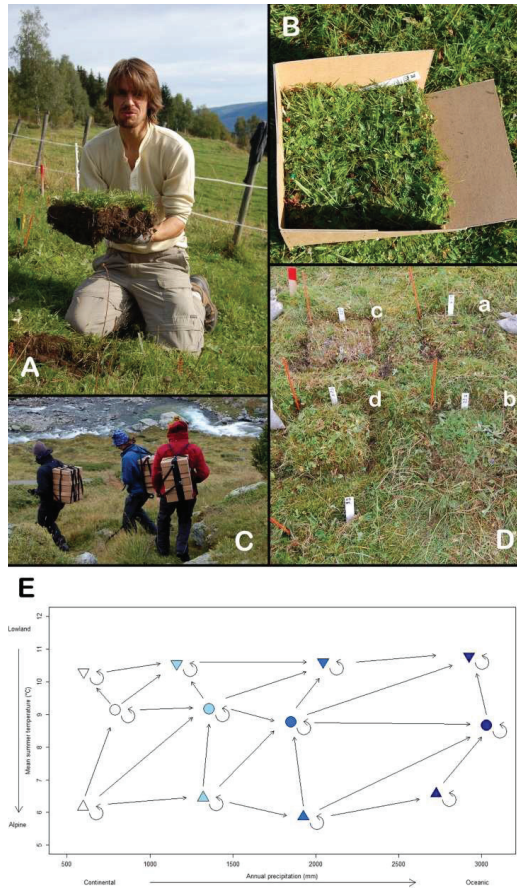 A
B
C
c
a
d
b
D
E
Lowland
Alpine
Mean summer temperature (°C)
12
11
10
9
8
7
6
5
500
1000
1500
2000
2500
3000
Continental
Annual precipitation (mm)
Oceanic